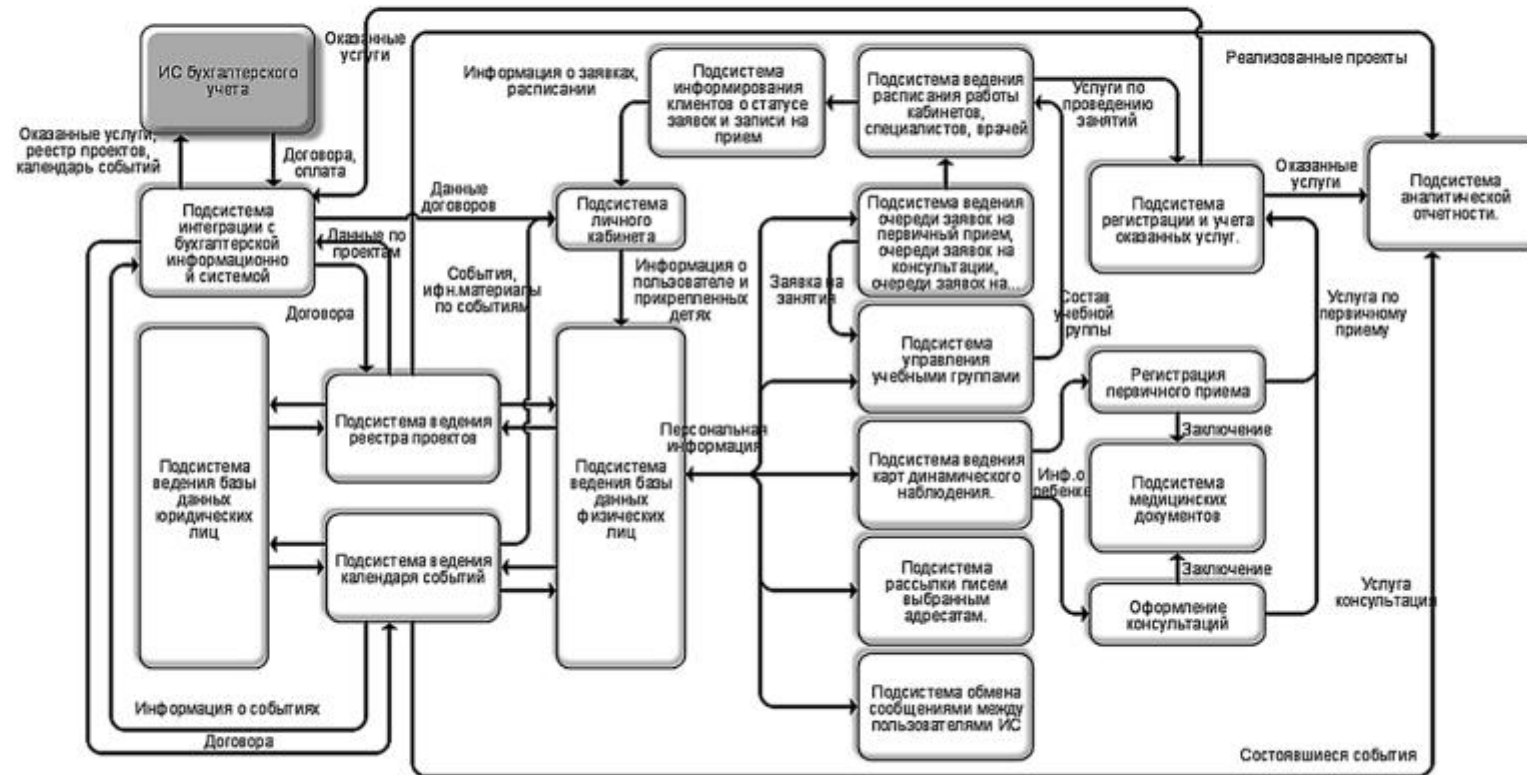 ИС бухгалтерского
учета
Оказанные
услуги
Реализованные проекты
Информация о заявках,
расписании
Подсистема
информирования
клиентов о статусе
заявок и записи на
прием
Подсистема ведения
расписания работы
кабинетов,
специалистов, врачей
Услуги по
проведению
занятий
Оказанные услуги,
реестр проектов,
календарь событий
Договора,
оплата
Подсистема
интеграции с
бухгалтерской
информационно
й системой
Данные
договоров
Данные по
проектам
Подсистема
личного
кабинета
Подсистема ведения
очереди заявок на
первичный прием,
очереди заявок на
консультации,
очереди заявок на...
Подсистема
регистрации и учета
оказанных услуг.
Оказанные
услуги
Подсистема
аналитической
отчетности.
Договора
События,
ифн.материалы
по событиям
Информация о
пользователе и
прикрепленных
детях
Заявка на
занятия
Состав
учебной
группы
Услуга по
первичному
приему
Подсистема
управления
учебными группами
Регистрация
первичного приема
Подсистема
ведения базы
данных
юридических
лиц
Подсистема ведения
реестра проектов
Подсистема
ведения базы
данных
физических
лиц
Персональная
информация
Подсистема ведения
карт динамического
наблюдения.
Инф.о
ребенке
Заключение
Подсистема
медицинских
документов
Подсистема ведения
календаря событий
Подсистема
рассылки писем
выбранным
адресатам.
Заключение
Оформление
консультаций
Услуга
консультация
Информация о событиях
Договора
Подсистема обмена
сообщениями между
пользователями ИС
Состоявшиеся события